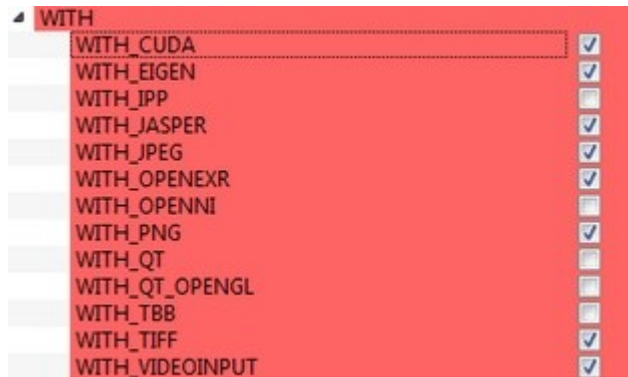 WITH
WITH_CUDA
WITH_EIGEN
WITH_IPP
WITH_JASPER
WITH_JPEG
WITH_OPENEXR
WITH_OPENNI
WITH_PNG
WITH_QT
WITH_QT_OPENGL
WITH_TBB
WITH_TIFF
WITH_VIDEOINPUT